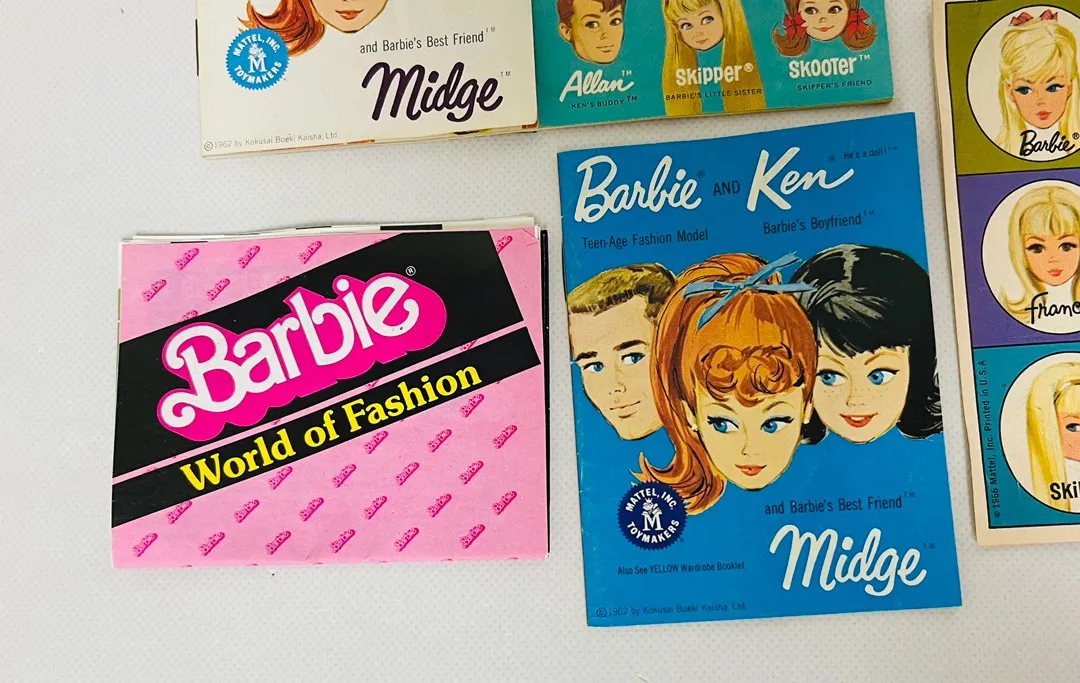 MATTEL, INC.
M
TOYMAKERS
and Barbie's Best Friend™
Midge™
©1962 by Kokusai Boeki Kaisha, Ltd.
Allan™
KEN'S BUDDY™
Skipper®
BARBIE'S LITTLE SISTER
SKOOTER™
SKIPPER'S FRIEND
Barbie®
World of Fashion
Barbie® AND Ken®
He's a doll!™
Teen-Age Fashion Model
Barbie's Boyfriend™
MATTEL, INC.
M
TOYMAKERS
and Barbie's Best Friend™
Midge™
Also See YELLOW Wardrobe Booklet
©1962 by Kokusai Boeki Kaisha, Ltd.
Barbie®
Franc
Ski
© 1966 Mattel, Inc. Printed in U.S.A